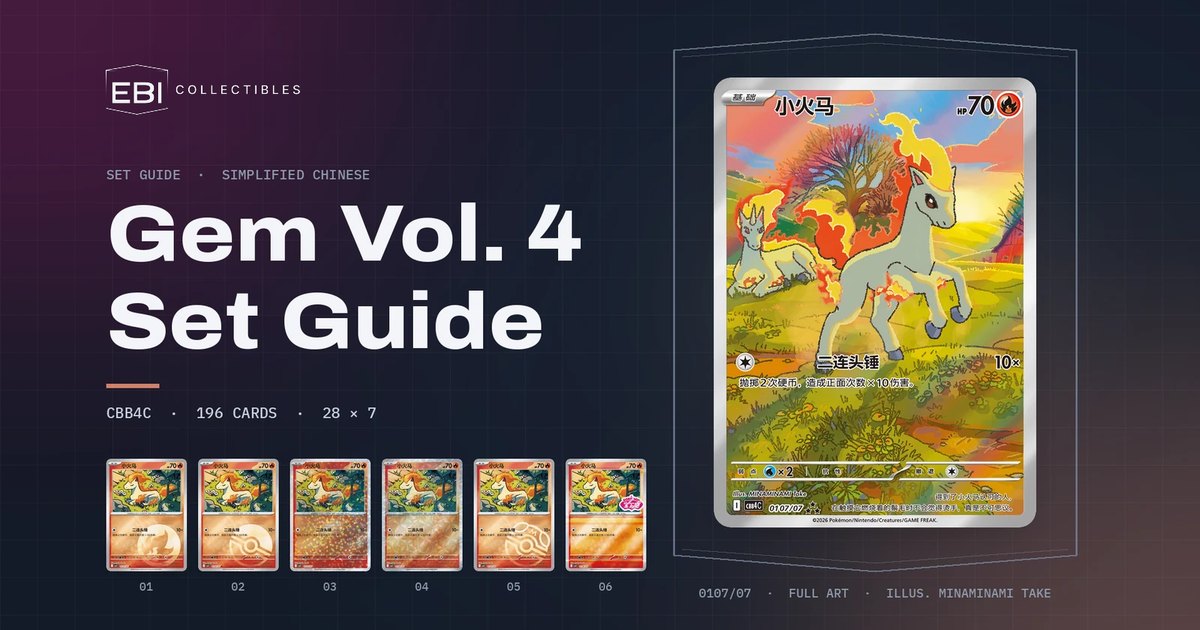 EBI COLLECTIBLES
SET GUIDE · SIMPLIFIED CHINESE
Gem Vol. 4
Set Guide
CBB4C · 196 CARDS · 28 × 7
01 02 03 04 05 06
基础 小火马 HP70
二连头锤 10×
抛掷2次硬币，造成正面次数×10伤害。
×2
Illus. MINAMINAMI Take
CBB4C 0107/07
©2026 Pokémon/Nintendo/Creatures/GAME FREAK.
0107/07 · FULL ART · ILLUS. MINAMINAMI TAKE